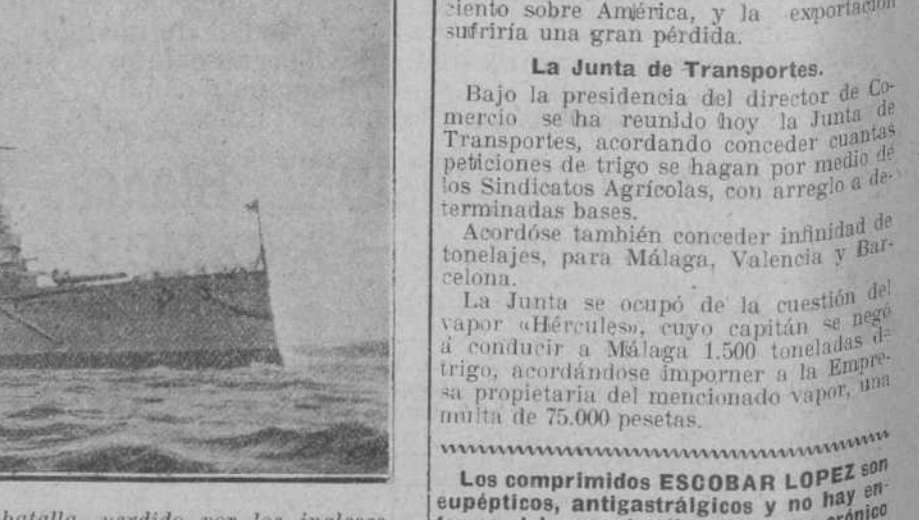 ciento sobre América, y la exportación
sufriría una gran pérdida.
La Junta de Transportes.
Bajo la presidencia del director de Co-
mercio se ha reunido hoy la Junta de
Transportes, acordando conceder cuantas
peticiones de trigo se hagan por medio de
los Sindicatos Agrícolas, con arreglo a de-
terminadas bases.
Acordóse también conceder infinidad de
tonelajes, para Málaga, Valencia y Bar-
celona.
La Junta se ocupó de la cuestión del
vapor «Hércules», cuyo capitán se negó
á conducir a Málaga 1.500 toneladas de
trigo, acordándose imporner a la Empre-
sa propietaria del mencionado vapor, una
multa de 75.000 pesetas.
Los comprimidos ESCOBAR LOPEZ son
eupépticos, antigastrálgicos y no hay en-
crónico
batalla perdido por los ingleses